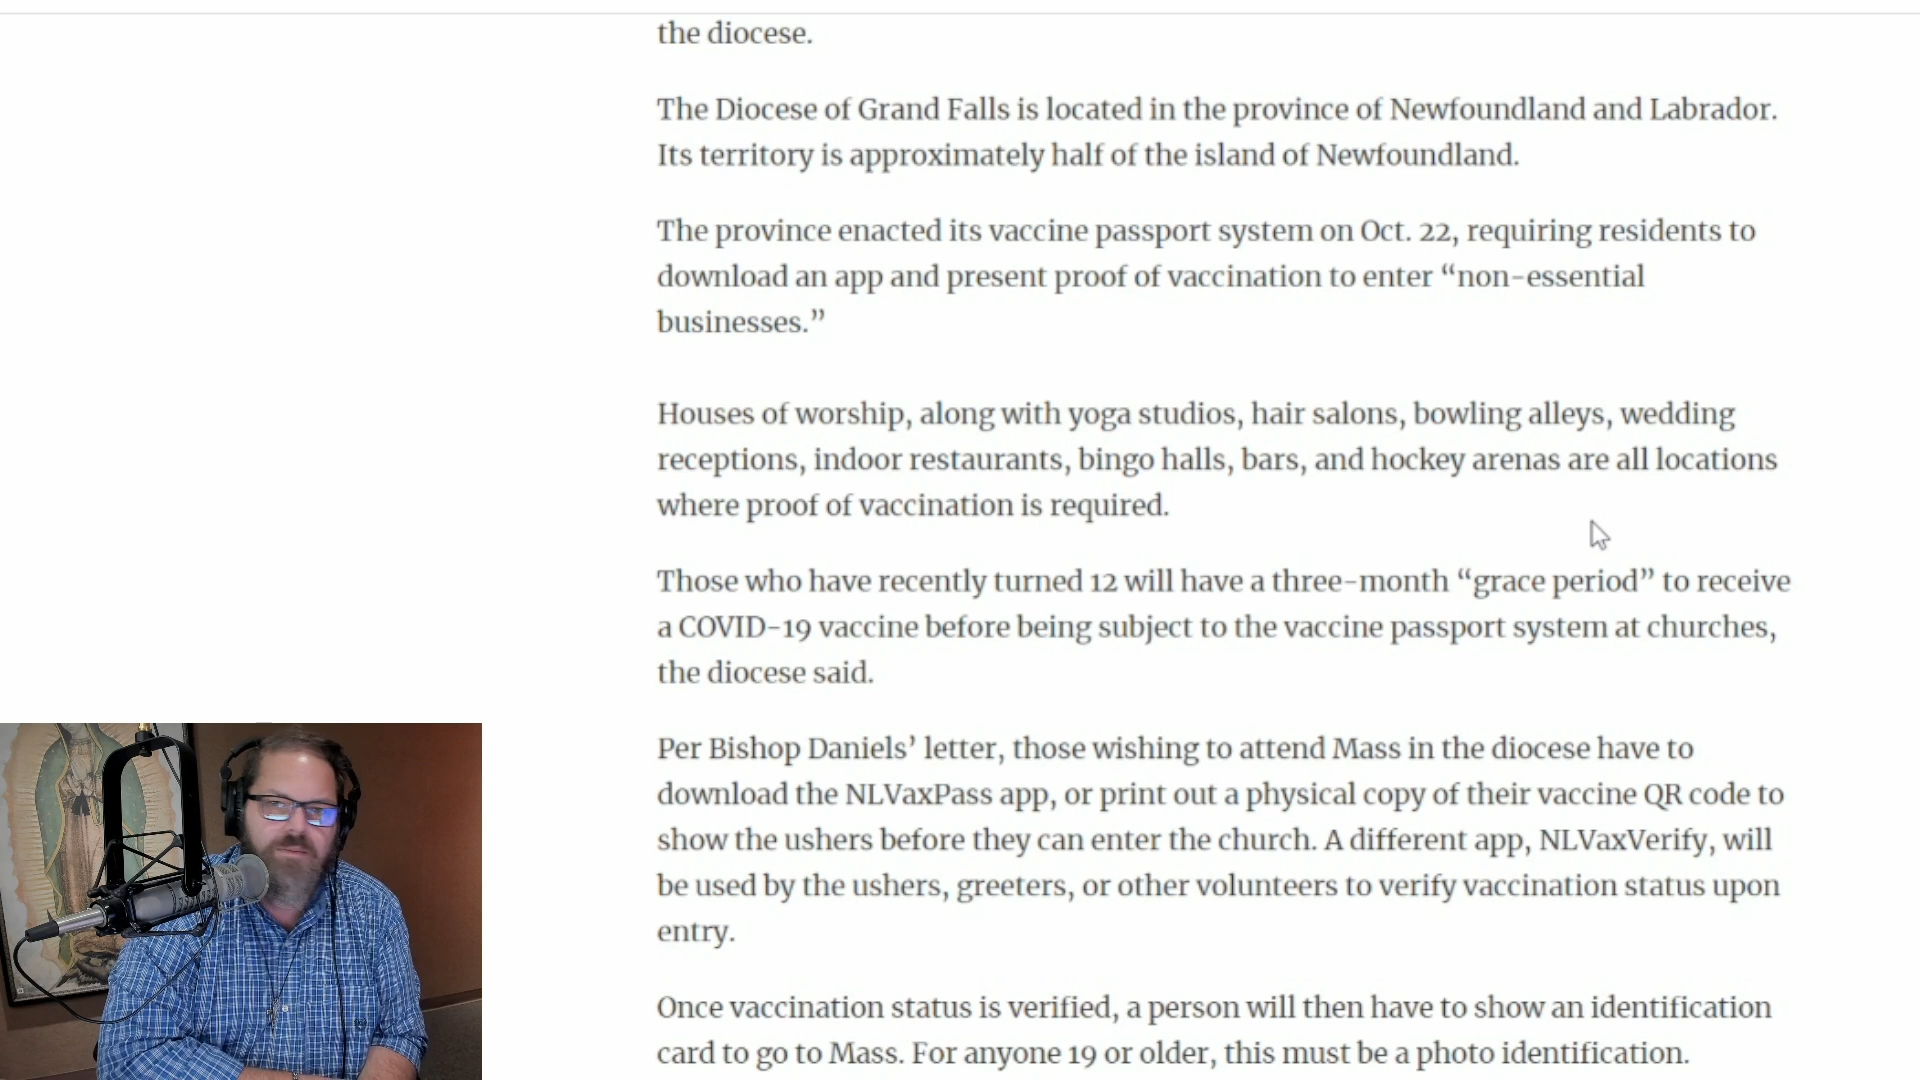 the diocese.
The Diocese of Grand Falls is located in the province of Newfoundland and Labrador.
Its territory is approximately half of the island of Newfoundland.
The province enacted its vaccine passport system on Oct. 22, requiring residents to
download an app and present proof of vaccination to enter “non-essential
businesses.”
Houses of worship, along with yoga studios, hair salons, bowling alleys, wedding
receptions, indoor restaurants, bingo halls, bars, and hockey arenas are all locations
where proof of vaccination is required.
Those who have recently turned 12 will have a three-month “grace period” to receive
a COVID-19 vaccine before being subject to the vaccine passport system at churches,
the diocese said.
Per Bishop Daniels’ letter, those wishing to attend Mass in the diocese have to
download the NLVaxPass app, or print out a physical copy of their vaccine QR code to
show the ushers before they can enter the church. A different app, NLVaxVerify, will
be used by the ushers, greeters, or other volunteers to verify vaccination status upon
entry.
Once vaccination status is verified, a person will then have to show an identification
card to go to Mass. For anyone 19 or older, this must be a photo identification.